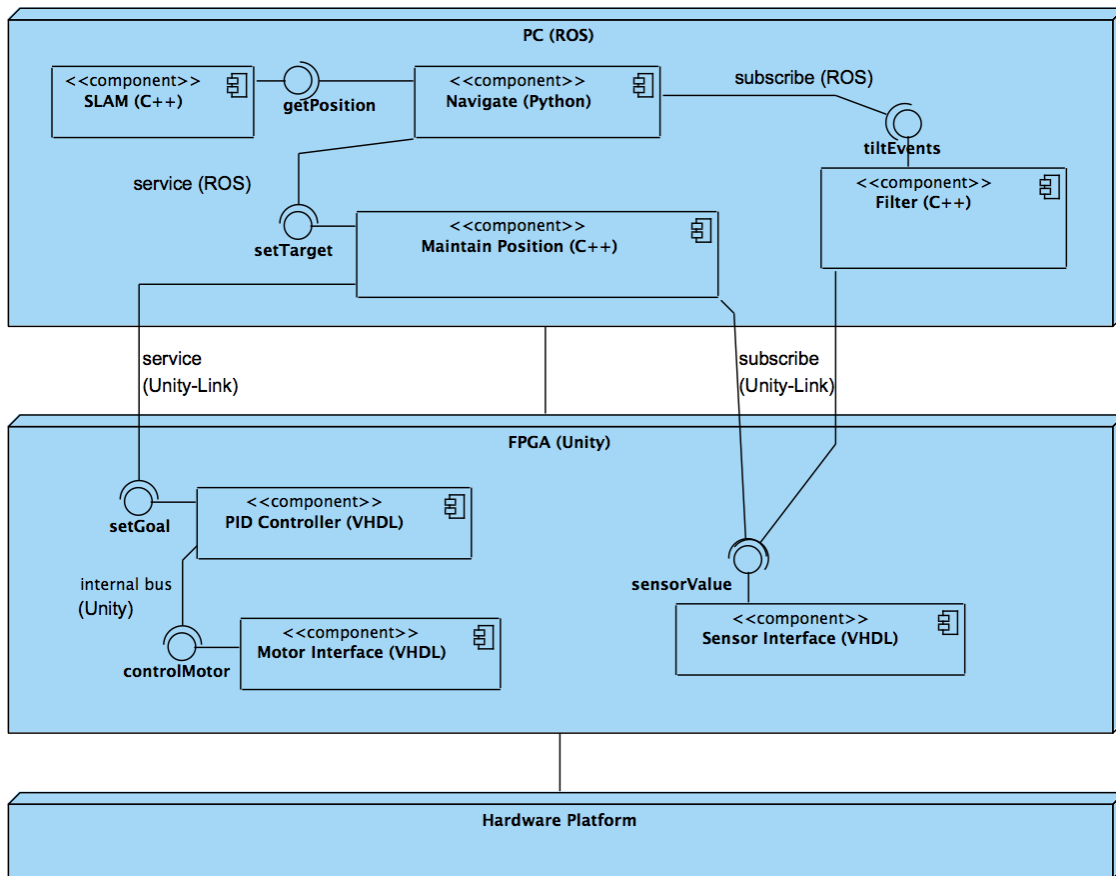 PC (ROS)
<<component>>
SLAM (C++)
getPosition
<<component>>
Navigate (Python)
subscribe (ROS)
tiltEvents
service (ROS)
<<component>>
Filter (C++)
setTarget
<<component>>
Maintain Position (C++)
service
(Unity-Link)
subscribe
(Unity-Link)
FPGA (Unity)
setGoal
<<component>>
PID Controller (VHDL)
internal bus
(Unity)
controlMotor
<<component>>
Motor Interface (VHDL)
sensorValue
<<component>>
Sensor Interface (VHDL)
Hardware Platform